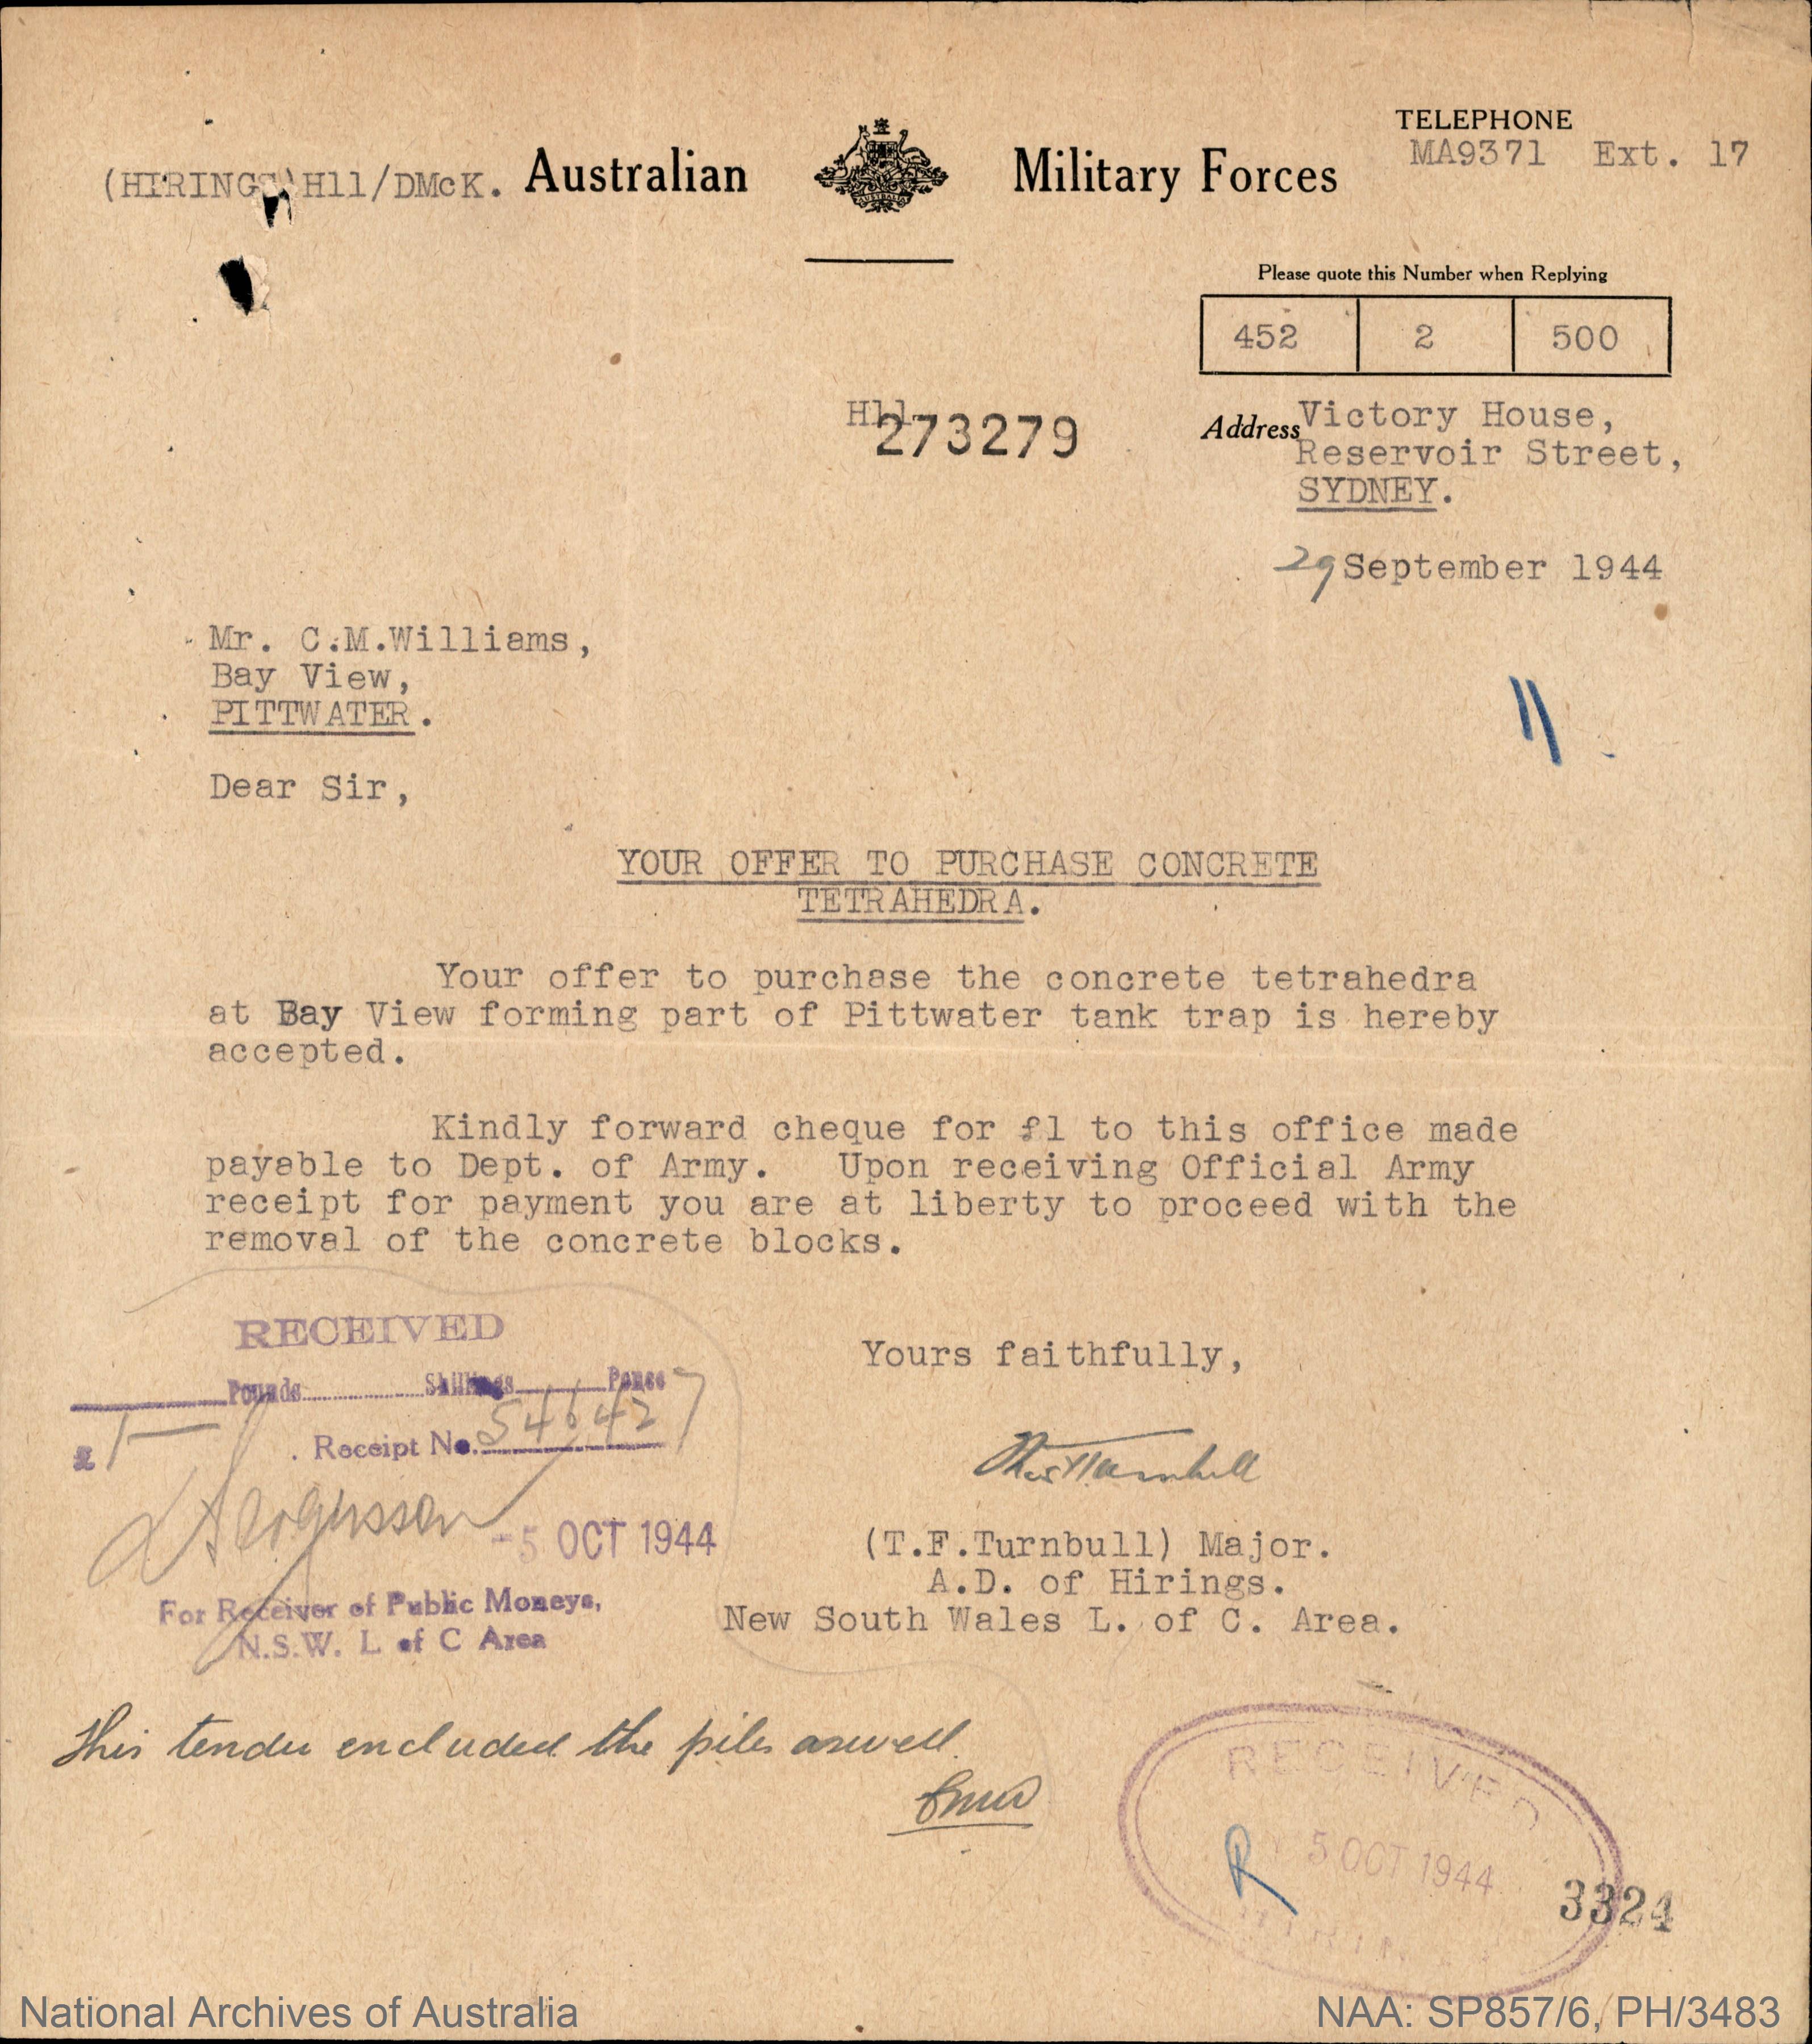 TELEPHONE
MA9371 Ext. 17
(HIRINGS) H11/DMcK. Australian Military Forces
Please quote this Number when Replying
452 2 500
H11
273279
Address Victory House,
Reservoir Street,
SYDNEY.
29 September 1944
Mr. C.M.Williams,
Bay View,
PITTWATER.
11
Dear Sir,
YOUR OFFER TO PURCHASE CONCRETE
TETRAHEDRA.
Your offer to purchase the concrete tetrahedra
at Bay View forming part of Pittwater tank trap is hereby
accepted.
Kindly forward cheque for £1 to this office made
payable to Dept. of Army. Upon receiving Official Army
receipt for payment you are at liberty to proceed with the
removal of the concrete blocks.
RECEIVED
Pounds Shillings Pence
£1 Receipt No. 546427
5 OCT 1944
For Receiver of Public Moneys,
N.S.W. L of C Area
Yours faithfully,
(T.F.Turnbull) Major.
A.D. of Hirings.
New South Wales L. of C. Area.
This tender encluded the piles aswell.
CMW
RECEIVED
R 5 OCT 1944
3324
National Archives of Australia
NAA: SP857/6, PH/3483